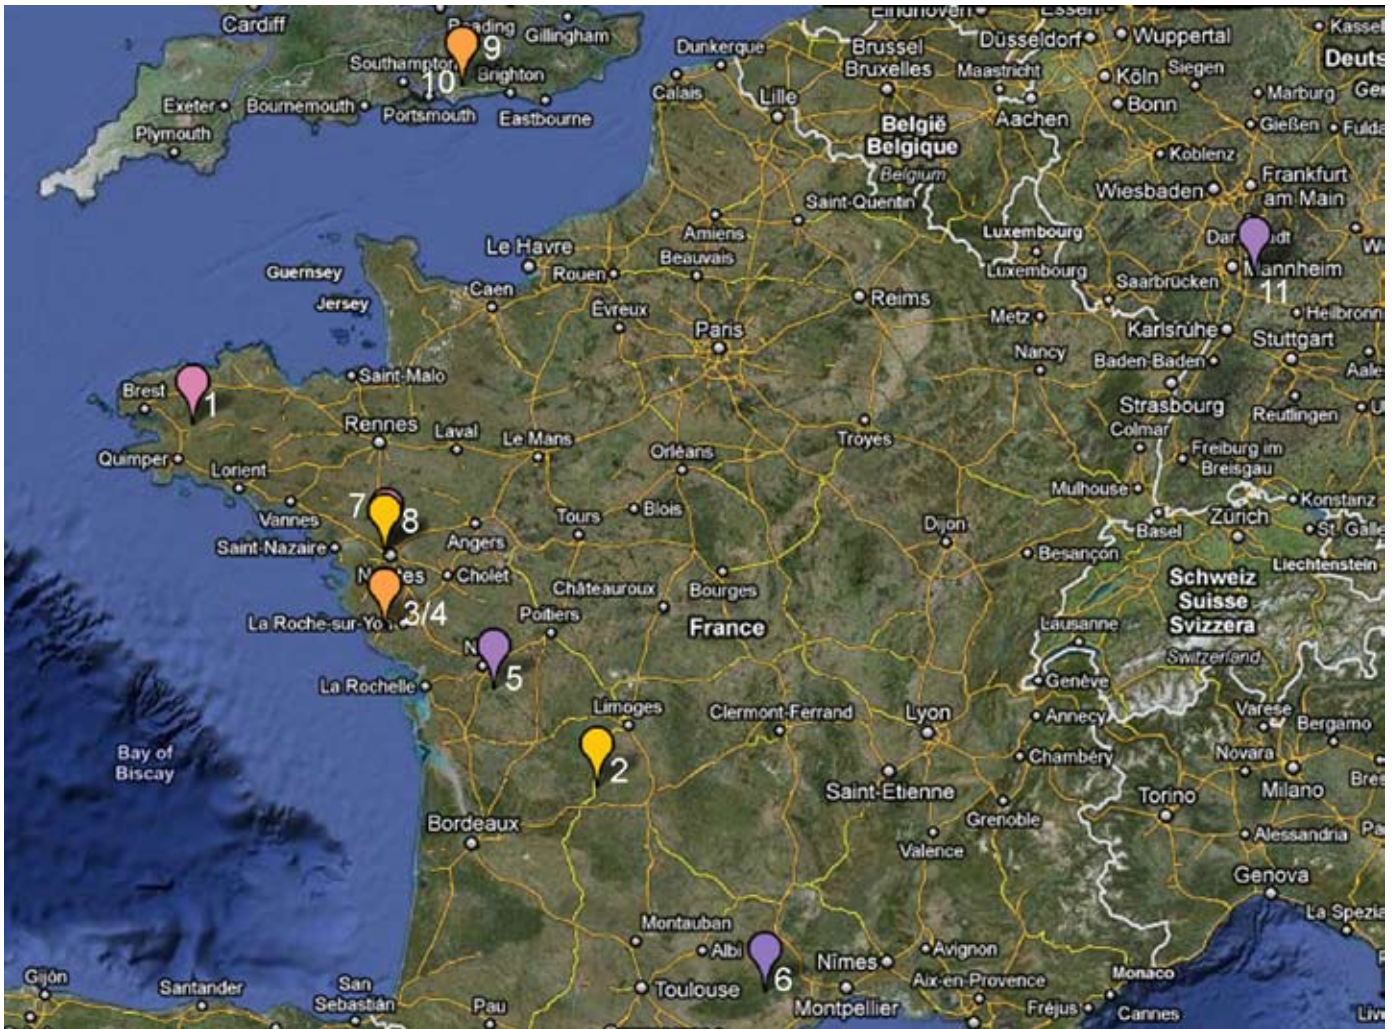 Cardiff
Reading
Gillingham
9
Southampton
10
Brighton
Portsmouth
Eastbourne
Bournemouth
Exeter
Plymouth
Dunkerque
Calais
Lille
Eindhoven
Essen
Brussel
Bruxelles
Düsseldorf
Wuppertal
Maastricht
Köln
Siegen
Bonn
Aachen
België
Belgique
Belgium
Kassel
Marburg
Gießen
Koblenz
Wiesbaden
Frankfurt
am Main
Saint-Quentin
Amiens
Beauvais
Luxembourg
Luxembourg
Mannheim
11
Saarbrücken
Heilbronn
Le Havre
Rouen
Guernsey
Jersey
Caen
Évreux
Reims
Paris
Metz
Nancy
Karlsruhe
Stuttgart
Baden-Baden
Strasbourg
Reutlingen
Colmar
Freiburg im
Breisgau
Brest
1
Saint-Malo
Rennes
Laval
Le Mans
Quimper
Lorient
Vannes
Orléans
Troyes
Mulhouse
Konstanz
7
8
Blois
Tours
Angers
Saint-Nazaire
Cholet
Dijon
Basel
Zürich
Besançon
Liechtenstein
Schweiz
Suisse
Svizzera
Switzerland
Châteauroux
Bourges
Poitiers
3/4
La Roche-sur-Yo
France
Lausanne
5
La Rochelle
Genève
Limoges
Clermont-Ferrand
Lyon
Annecy
Varese
Bergamo
Bay of
Biscay
2
Chambéry
Novara
Milano
Saint-Etienne
Torino
Bordeaux
Grenoble
Alessandria
Valence
Genova
La Spezia
Montauban
Albi
6
Nîmes
Avignon
Monaco
Toulouse
Montpellier
Aix-en-Provence
Fréjus
Cannes
Gijón
Santander
San
Sebastián
Pau